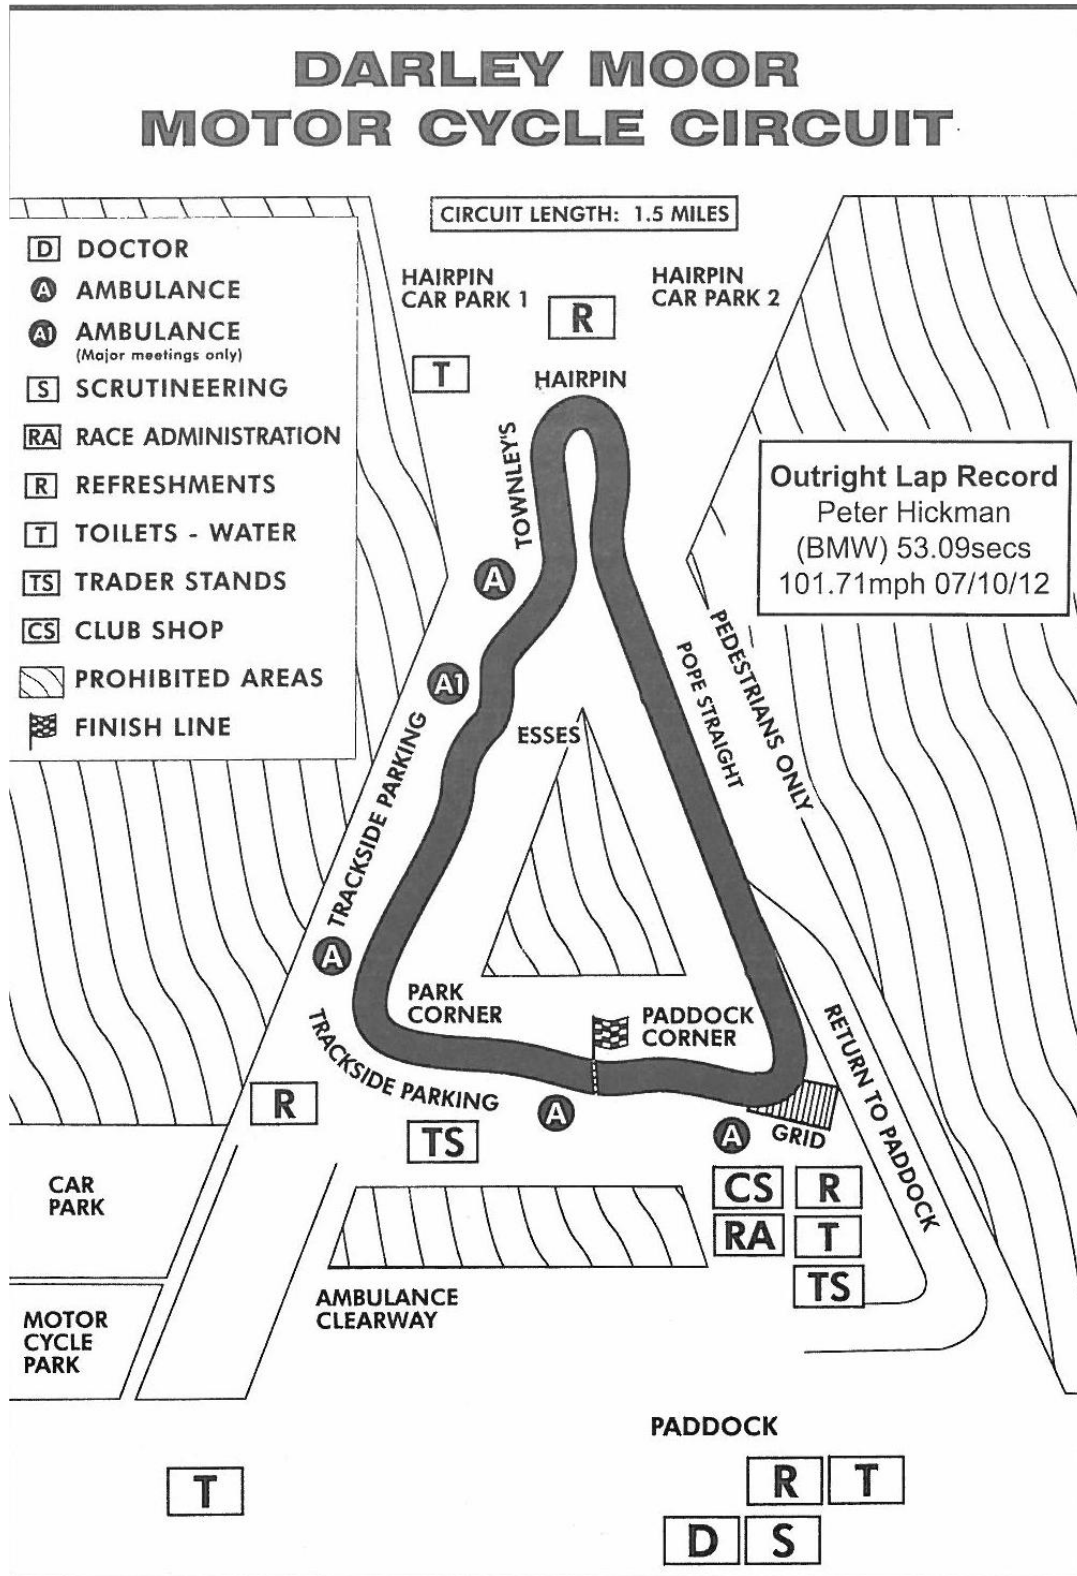 DARLEY MOOR
MOTOR CYCLE CIRCUIT
CIRCUIT LENGTH: 1.5 MILES
D DOCTOR
A AMBULANCE
A1 AMBULANCE
(Major meetings only)
S SCRUTINEERING
RA RACE ADMINISTRATION
R REFRESHMENTS
T TOILETS - WATER
TS TRADER STANDS
CS CLUB SHOP
PROHIBITED AREAS
FINISH LINE
HAIRPIN
CAR PARK 1
HAIRPIN
CAR PARK 2
R
T
HAIRPIN
TOWNLEY'S
Outright Lap Record
Peter Hickman
(BMW) 53.09secs
101.71mph 07/10/12
A
A1
PEDESTRIANS ONLY
POPE STRAIGHT
ESSES
TRACKSIDE PARKING
A
PARK
CORNER
PADDOCK
CORNER
TRACKSIDE PARKING
RETURN TO PADDOCK
R
A
TS
A
GRID
CS R
RA T
TS
CAR
PARK
AMBULANCE
CLEARWAY
MOTOR
CYCLE
PARK
PADDOCK
T
R T
D S